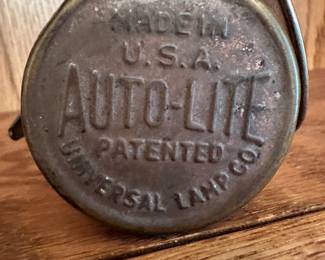 MADE IN
U.S.A.
AUTO-LITE
PATENTED
UNIVERSAL LAMP CO.